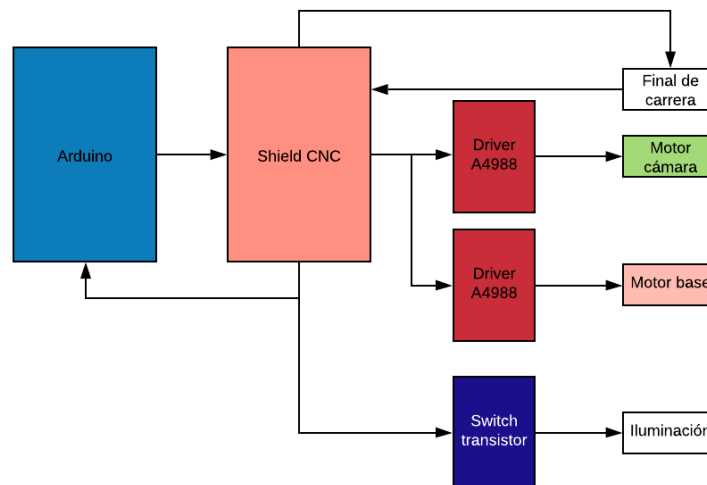 Final de
carrera
Arduino
Shield CNC
Driver
A4988
Motor
cámara
Driver
A4988
Motor base
Switch
transistor
Iluminación